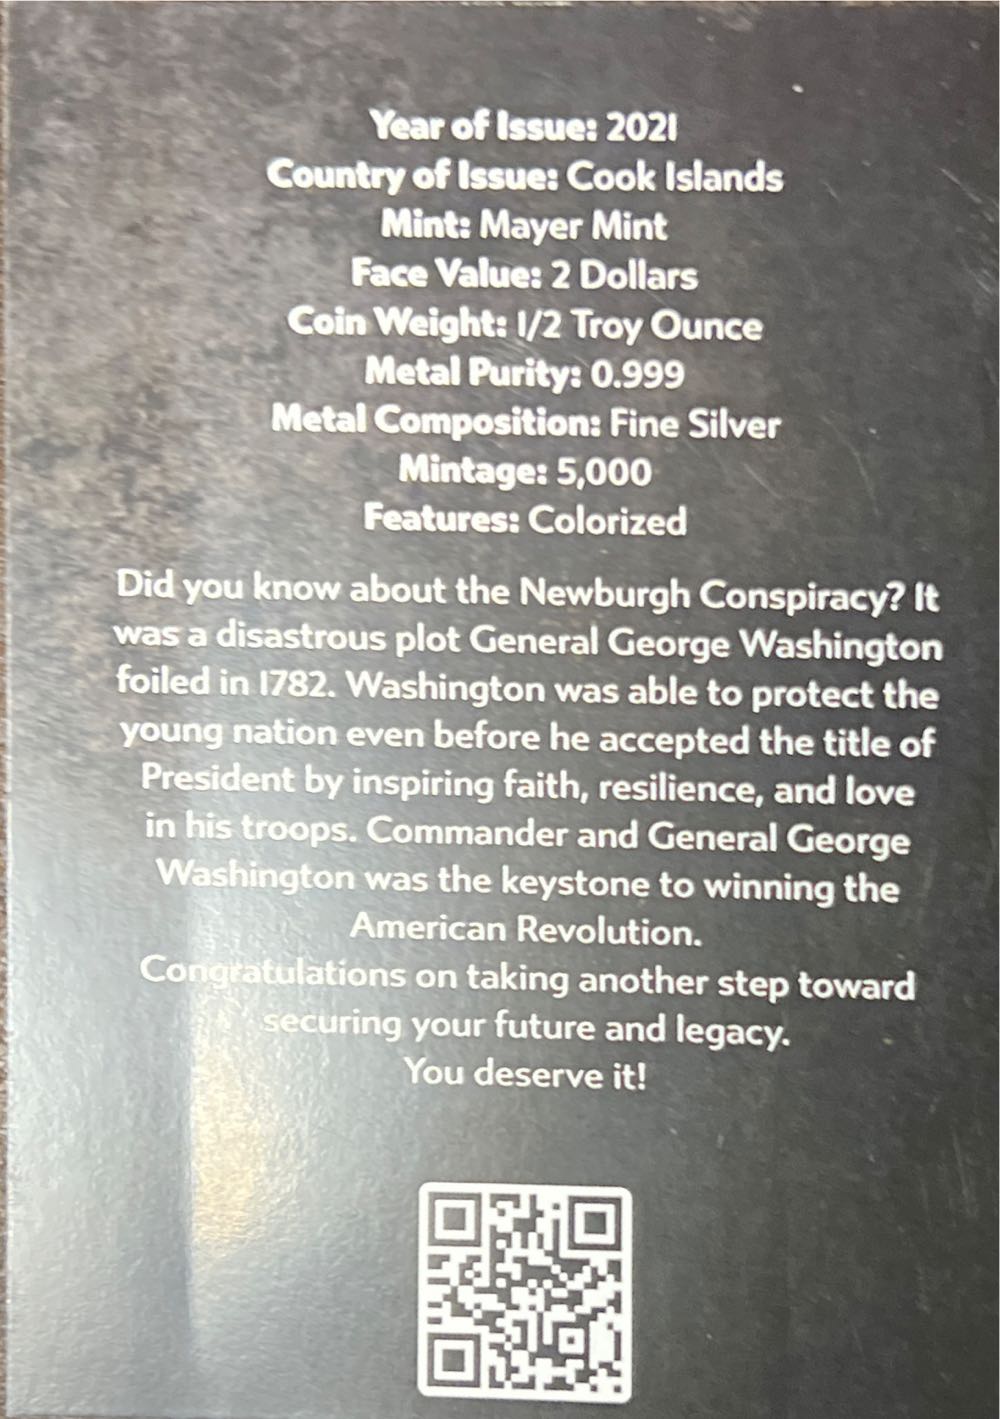 Year of Issue: 2021
Country of Issue: Cook Islands
Mint: Mayer Mint
Face Value: 2 Dollars
Coin Weight: 1/2 Troy Ounce
Metal Purity: 0.999
Metal Composition: Fine Silver
Mintage: 5,000
Features: Colorized
Did you know about the Newburgh Conspiracy? It
was a disastrous plot General George Washington
foiled in 1782. Washington was able to protect the
young nation even before he accepted the title of
President by inspiring faith, resilience, and love
in his troops. Commander and General George
Washington was the keystone to winning the
American Revolution.
Congratulations on taking another step toward
securing your future and legacy.
You deserve it!